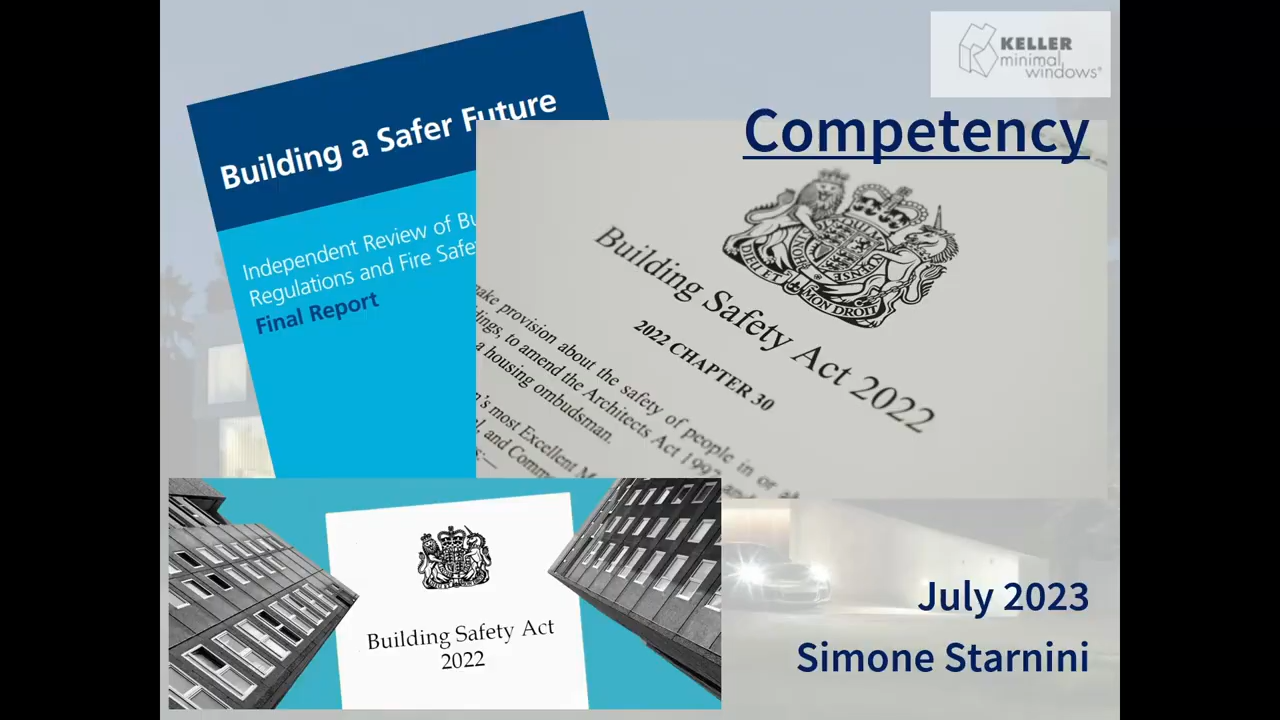 KELLER
minimal
windows®
Competency
Building a Safer Future
Independent Review of Bu
Regulations and Fire Safe
Final Report
Building Safety Act 2022
2022 CHAPTER 30
make provision about the safety of people in or ab
dings, to amend the Architects Act 1997
a housing ombudsman.
n's most Excellent M
l, and Comm
s:—
DIEU ET MON DROIT
Building Safety Act
2022
July 2023
Simone Starnini